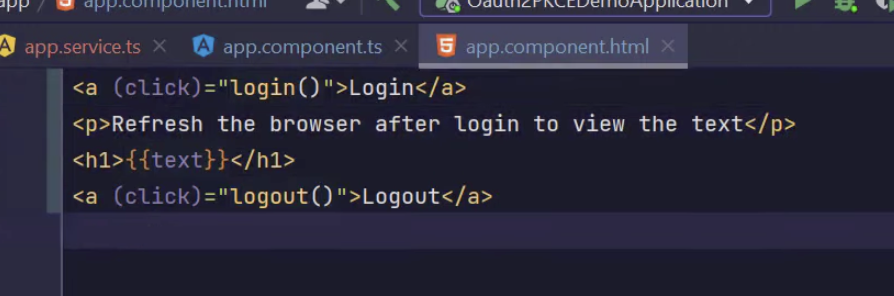 app / app.component.html Oauth2PKCEDemoApplication
app.service.ts app.component.ts app.component.html
<a (click)="login()">Login</a>
<p>Refresh the browser after login to view the text</p>
<h1>{{text}}</h1>
<a (click)="logout()">Logout</a>